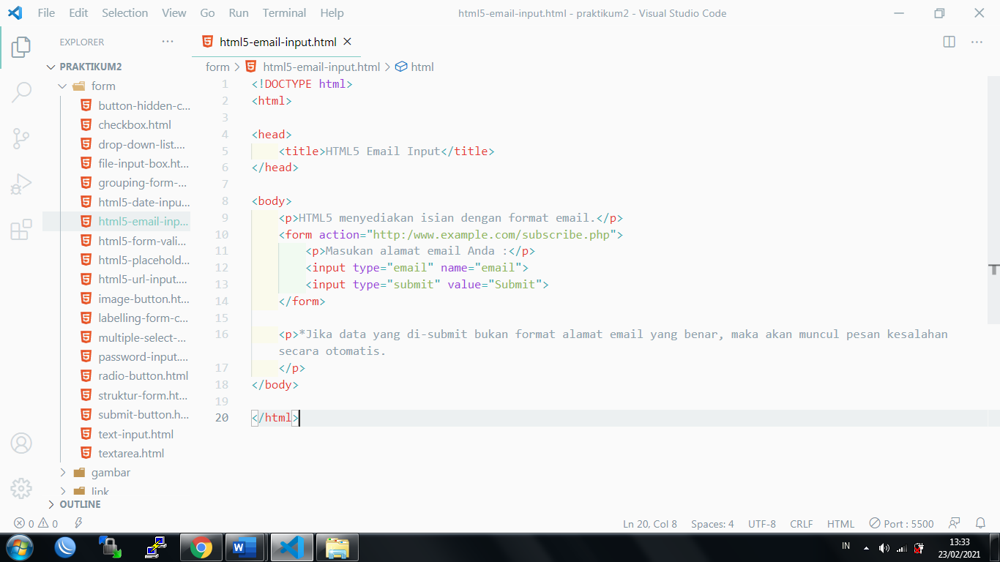 File Edit Selection View Go Run Terminal Help html5-email-input.html - praktikum2 - Visual Studio Code
EXPLORER ···
PRAKTIKUM2
form
button-hidden-c...
checkbox.html
drop-down-list....
file-input-box.ht...
grouping-form-...
html5-date-inpu...
html5-email-inp...
html5-form-vali...
html5-placehold...
html5-url-input....
image-button.ht...
labelling-form-c...
multiple-select-...
password-input....
radio-button.html
struktur-form.ht...
submit-button.h...
text-input.html
textarea.html
gambar
link
OUTLINE
html5-email-input.html
form > html5-email-input.html > html
1 <!DOCTYPE html>
2 <html>
3
4 <head>
5 <title>HTML5 Email Input</title>
6 </head>
7
8 <body>
9 <p>HTML5 menyediakan isian dengan format email.</p>
10 <form action="http:/www.example.com/subscribe.php">
11 <p>Masukan alamat email Anda :</p>
12 <input type="email" name="email">
13 <input type="submit" value="Submit">
14 </form>
15
16 <p>*Jika data yang di-submit bukan format alamat email yang benar, maka akan muncul pesan kesalahan
secara otomatis.
17 </p>
18 </body>
19
20 </html>
0 0 Ln 20, Col 8 Spaces: 4 UTF-8 CRLF HTML Port : 5500
IN 13:33
23/02/2021